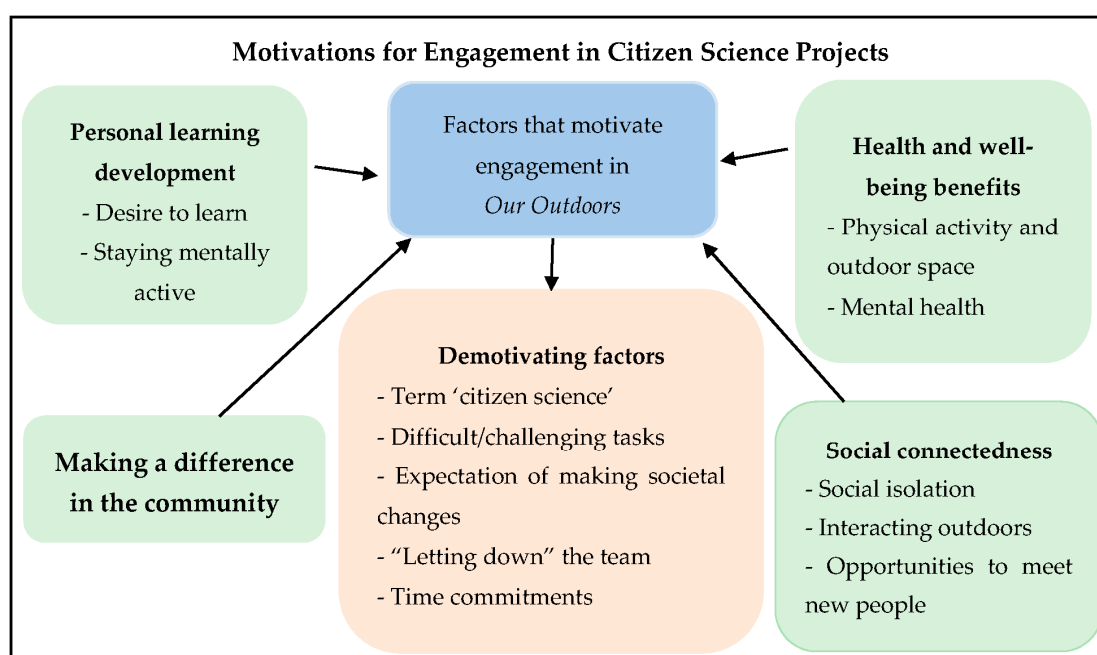 Motivations for Engagement in Citizen Science Projects
Personal learning
development
- Desire to learn
- Staying mentally
active
Factors that motivate
engagement in
Our Outdoors
Health and well-
being benefits
- Physical activity and
outdoor space
- Mental health
Making a difference
in the community
Demotivating factors
- Term ‘citizen science’
- Difficult/challenging tasks
- Expectation of making societal
changes
- “Letting down” the team
- Time commitments
Social connectedness
- Social isolation
- Interacting outdoors
- Opportunities to meet
new people